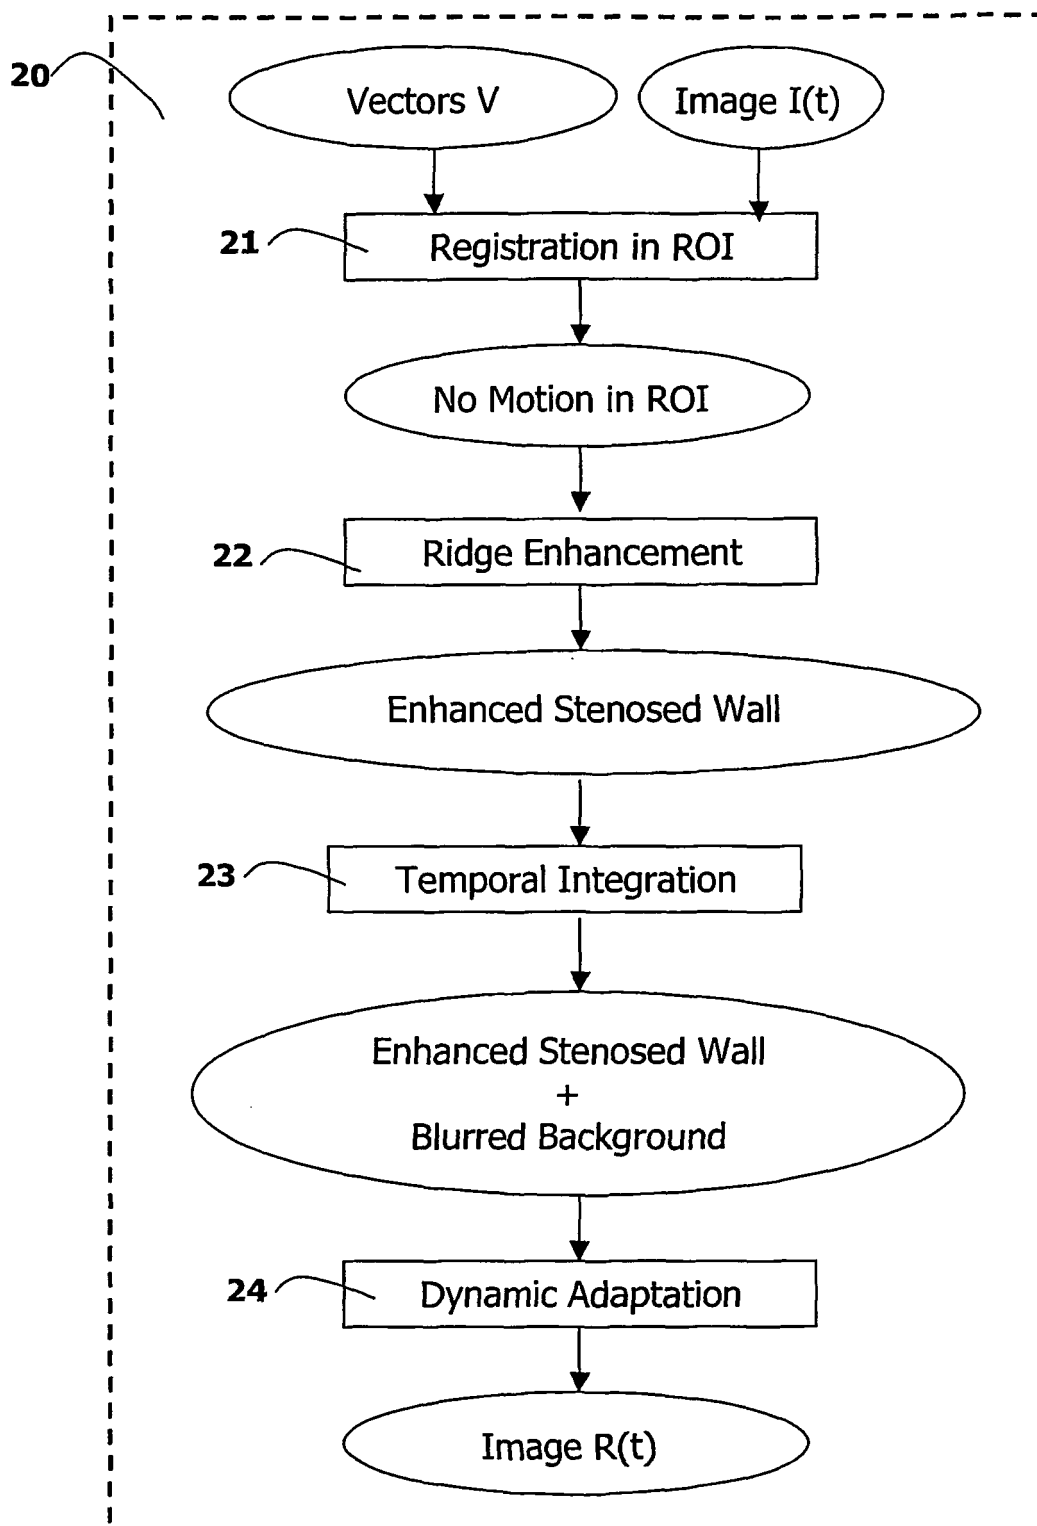 20
Vectors V
Image I(t)
21
Registration in ROI
No Motion in ROI
22
Ridge Enhancement
Enhanced Stenosed Wall
23
Temporal Integration
Enhanced Stenosed Wall
+
Blurred Background
24
Dynamic Adaptation
Image R(t)